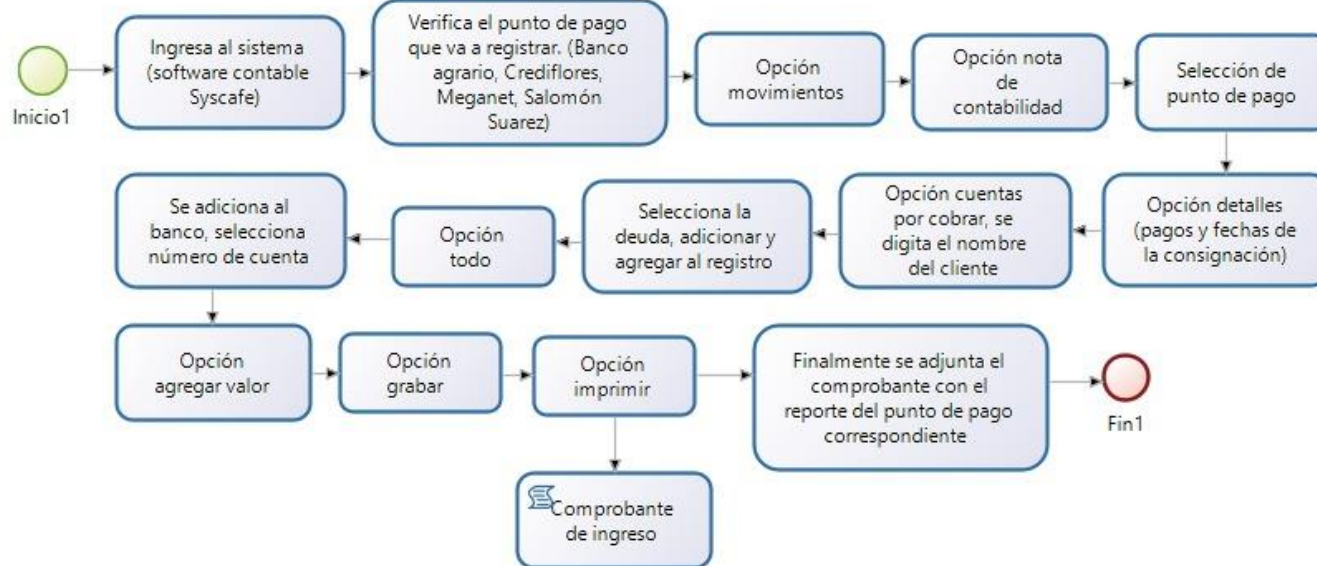 Inicio1
Ingresa al sistema
(software contable
Syscafe)
Verifica el punto de pago
que va a registrar. (Banco
agrario, Crediflores,
Meganet, Salomón
Suarez)
Opción
movimientos
Opción nota
de
contabilidad
Selección de
punto de pago
Opción detalles
(pagos y fechas de
la consignación)
Opción cuentas
por cobrar, se
digita el nombre
del cliente
Selecciona la
deuda, adicionar y
agregar al registro
Opción
todo
Se adiciona al
banco, selecciona
número de cuenta
Opción
agregar valor
Opción
grabar
Opción
imprimir
Comprobante
de ingreso
Finalmente se adjunta el
comprobante con el
reporte del punto de pago
correspondiente
Fin1